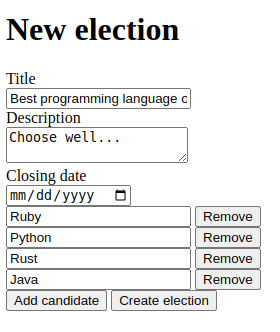 New election
Title
Best programming language o
Description
Choose well...
Closing date
mm/dd/yyyy
Ruby Remove
Python Remove
Rust Remove
Java Remove
Add candidate Create election